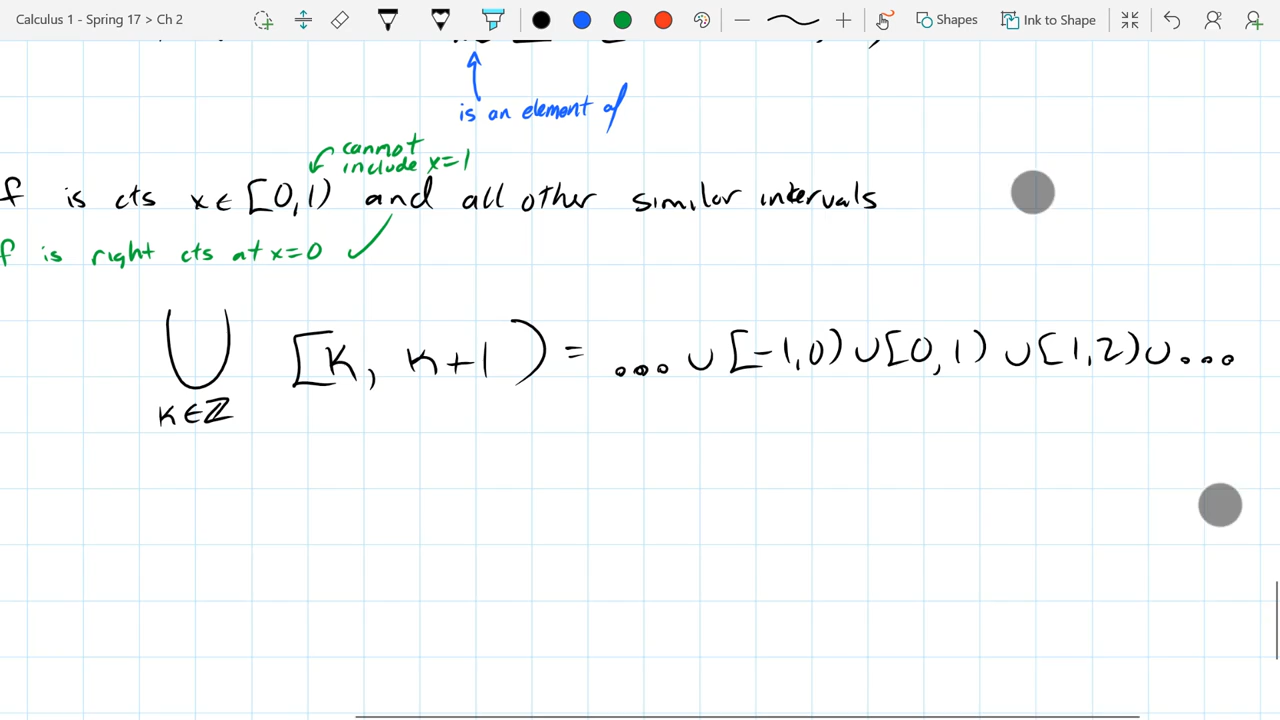 Calculus 1 - Spring 17 > Ch 2
Shapes
Ink to Shape
is an element of
cannot
include x=1
f is cts x∈[0,1) and all other similar intervals
f is right cts at x=0
⋃ [k, k+1) = ... ∪[-1,0) ∪[0,1) ∪[1,2)∪...
k∈ℤ